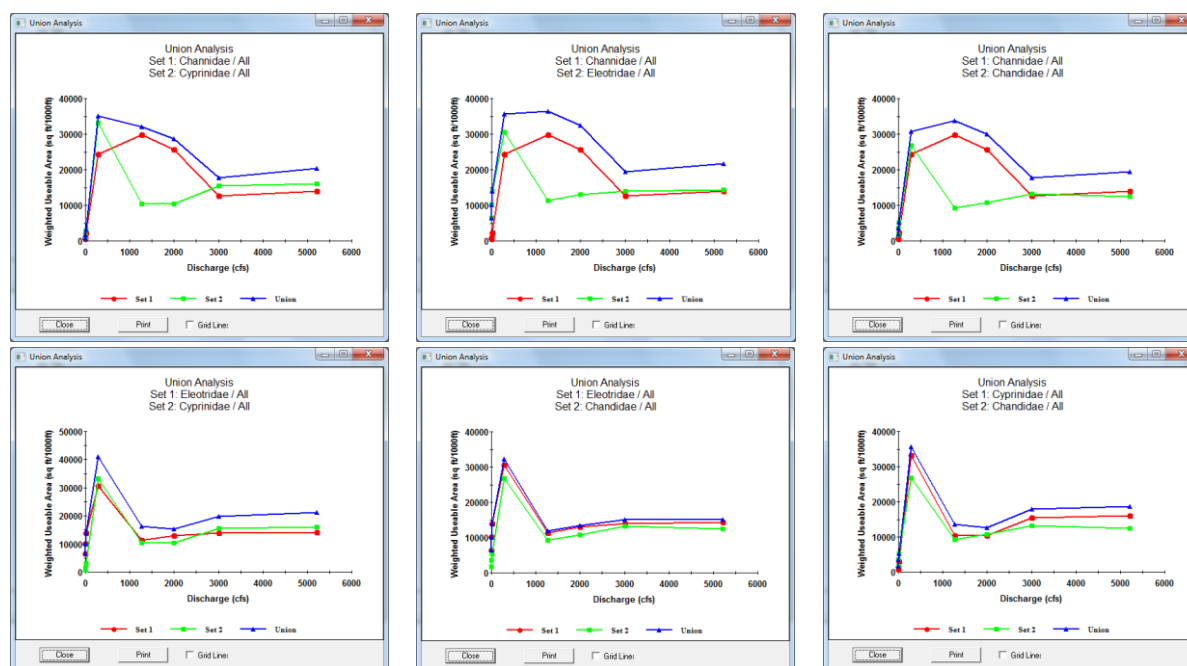 Union Analysis
Union Analysis
Set 1: Channidae / All
Set 2: Cyprinidae / All
Weighted Useable Area (sq ft/1000ft)
40000
30000
20000
10000
0
0 1000 2000 3000 4000 5000 6000
Discharge (cfs)
Set 1 Set 2 Union
Close Print Grid Line:
Union Analysis
Union Analysis
Set 1: Channidae / All
Set 2: Eleotridae / All
Weighted Useable Area (sq ft/1000ft)
40000
30000
20000
10000
0
0 1000 2000 3000 4000 5000 6000
Discharge (cfs)
Set 1 Set 2 Union
Close Print Grid Line:
Union Analysis
Union Analysis
Set 1: Channidae / All
Set 2: Chandidae / All
Weighted Useable Area (sq ft/1000ft)
40000
30000
20000
10000
0
0 1000 2000 3000 4000 5000 6000
Discharge (cfs)
Set 1 Set 2 Union
Close Print Grid Line:
Union Analysis
Union Analysis
Set 1: Eleotridae / All
Set 2: Cyprinidae / All
Weighted Useable Area (sq ft/1000ft)
50000
40000
30000
20000
10000
0
0 1000 2000 3000 4000 5000 6000
Discharge (cfs)
Set 1 Set 2 Union
Close Print Grid Line:
Union Analysis
Union Analysis
Set 1: Eleotridae / All
Set 2: Chandidae / All
Weighted Useable Area (sq ft/1000ft)
40000
30000
20000
10000
0
0 1000 2000 3000 4000 5000 6000
Discharge (cfs)
Set 1 Set 2 Union
Close Print Grid Line:
Union Analysis
Union Analysis
Set 1: Cyprinidae / All
Set 2: Chandidae / All
Weighted Useable Area (sq ft/1000ft)
40000
30000
20000
10000
0
0 1000 2000 3000 4000 5000 6000
Discharge (cfs)
Set 1 Set 2 Union
Close Print Grid Line: